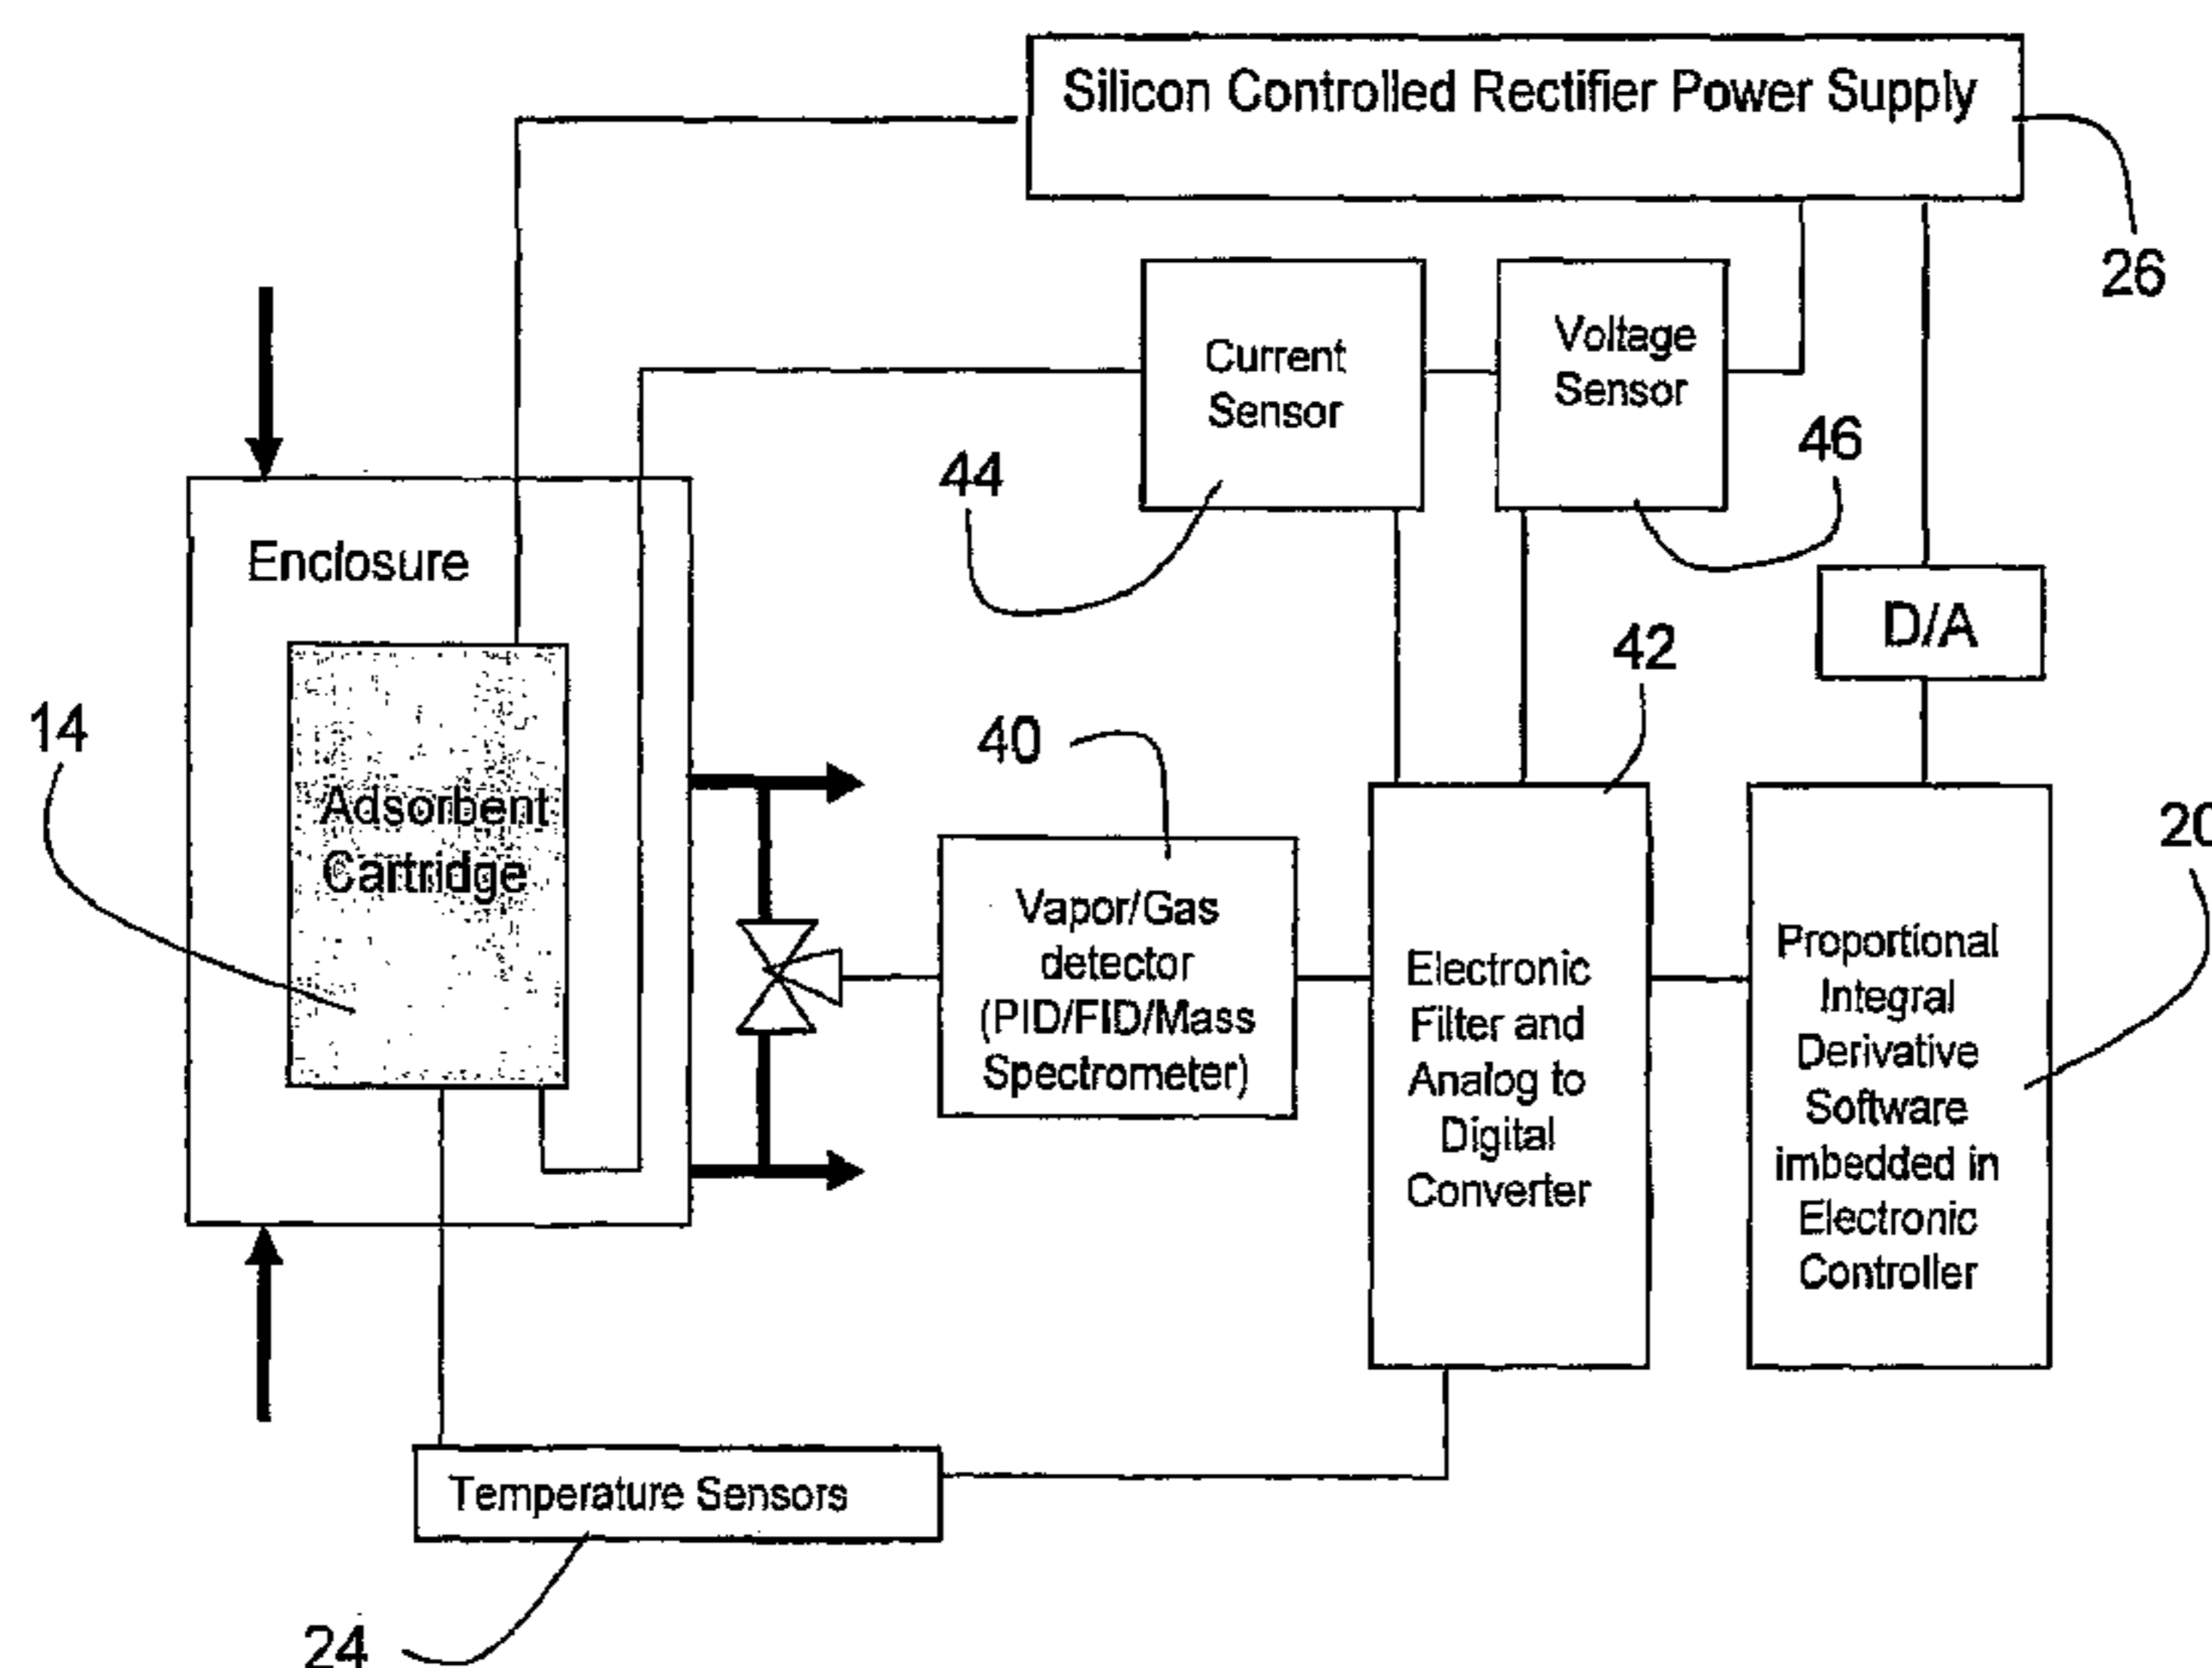 Silicon Controlled Rectifier Power Supply
26
Current
Sensor
44
Voltage
Sensor
46
Enclosure
D/A
42
14
Adsorbent
Cartridge
40
Vapor/Gas
detector
(PID/FID/Mass
Spectrometer)
Electronic
Filter and
Analog to
Digital
Converter
20
Proportional
Integral
Derivative
Software
imbedded in
Electronic
Controller
Temperature Sensors
24